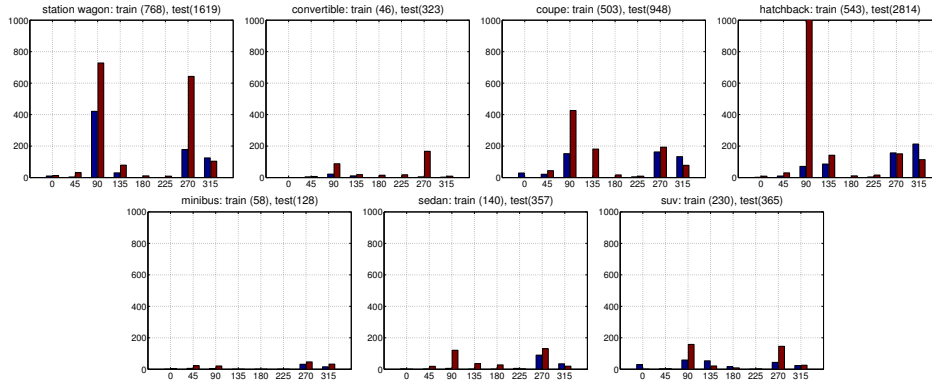 station wagon: train (768), test(1619)
convertible: train (46), test(323)
coupe: train (503), test(948)
hatchback: train (543), test(2814)
1000 1000 1000 1000
800 800 800 800
600 600 600 600
400 400 400 400
200 200 200 200
0 0 0 0
0 45 90 135 180 225 270 315
0 45 90 135 180 225 270 315
0 45 90 135 180 225 270 315
0 45 90 135 180 225 270 315
minibus: train (58), test(128)
sedan: train (140), test(357)
suv: train (230), test(365)
1000 1000 1000
800 800 800
600 600 600
400 400 400
200 200 200
0 0 0
0 45 90 135 180 225 270 315
0 45 90 135 180 225 270 315
0 45 90 135 180 225 270 315